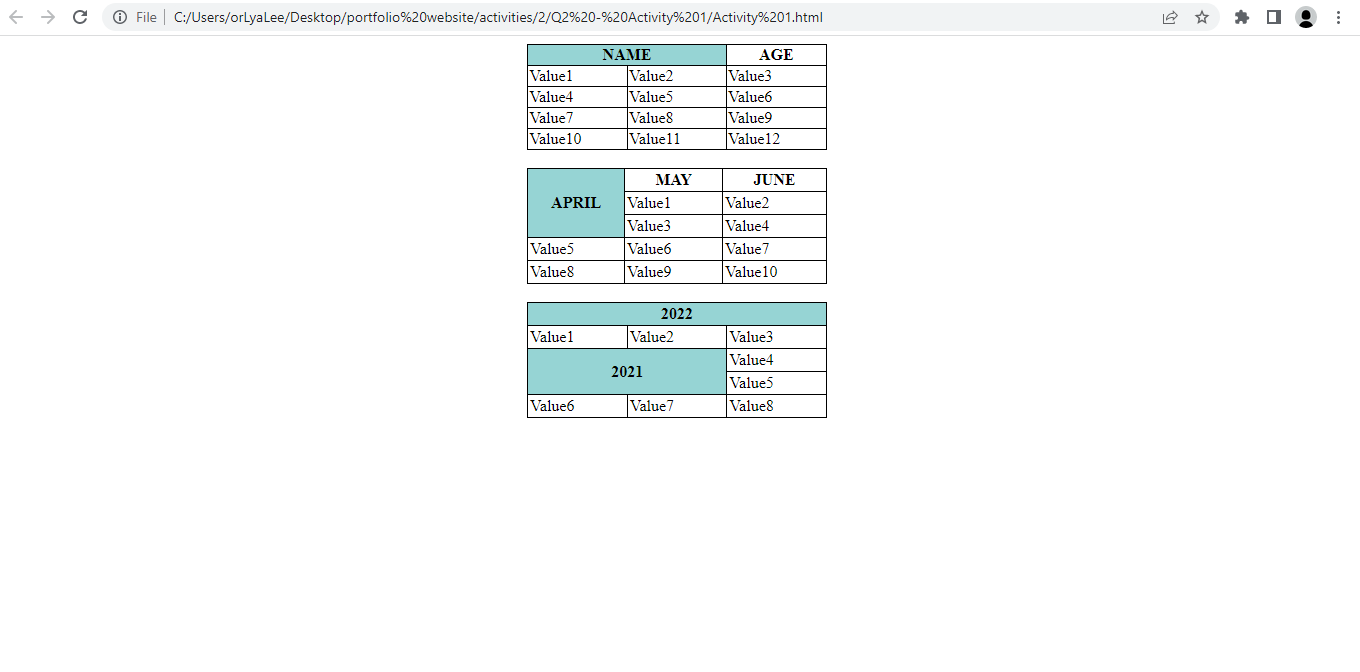 File C:/Users/orLyaLee/Desktop/portfolio%20website/activities/2/Q2%20-%20Activity%201/Activity%201.html
NAME AGE
Value1 Value2 Value3
Value4 Value5 Value6
Value7 Value8 Value9
Value10 Value11 Value12
APRIL MAY JUNE
Value1 Value2
Value3 Value4
Value5 Value6 Value7
Value8 Value9 Value10
2022
Value1 Value2 Value3
2021 Value4
Value5
Value6 Value7 Value8